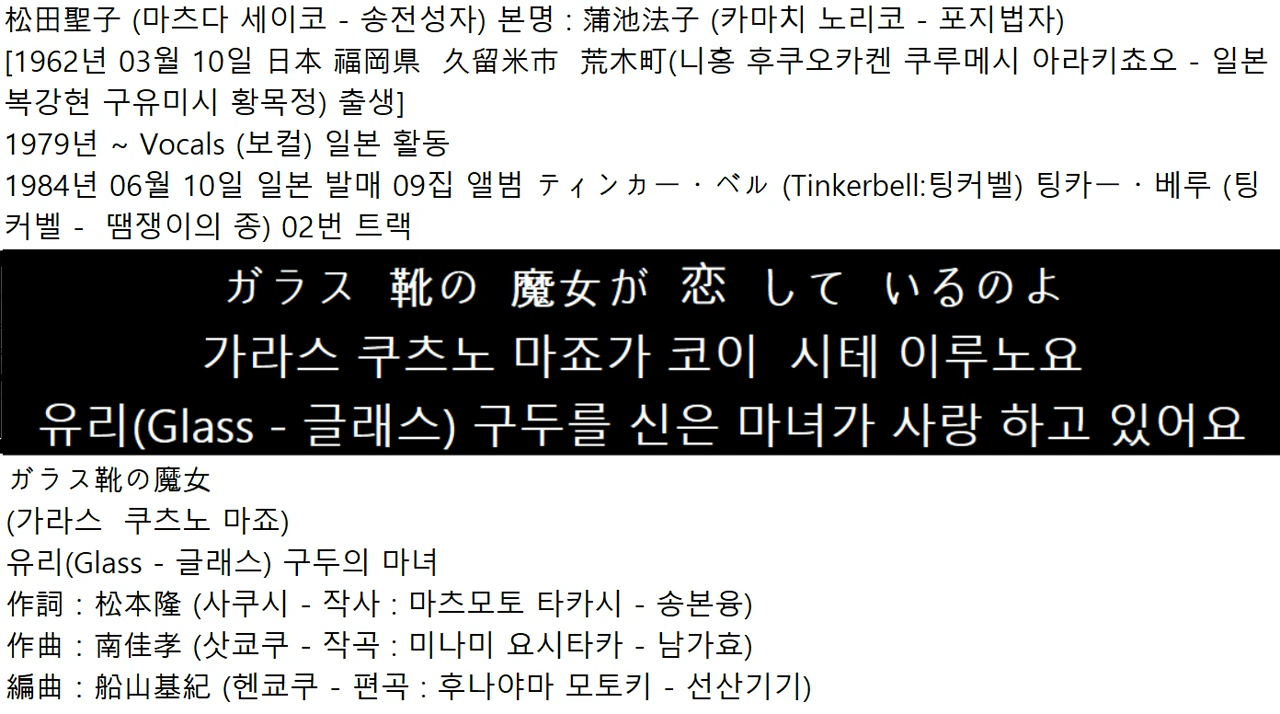 松田聖子 (마츠다 세이코 - 송전성자) 본명 : 蒲池法子 (카마치 노리코 - 포지법자)
[1962년 03월 10일 日本 福岡県 久留米市 荒木町(니홍 후쿠오카켄 쿠루메시 아라키쵸오 - 일본
복강현 구유미시 황목정) 출생]
1979년 ~ Vocals (보컬) 일본 활동
1984년 06월 10일 일본 발매 09집 앨범 ティンカー・ベル (Tinkerbell:팅커벨) 팅카ー・베루 (팅
커벨 - 땜쟁이의 종) 02번 트랙
ガラス 靴の 魔女が 恋 して いるのよ
가라스 쿠츠노 마죠가 코이 시테 이루노요
유리(Glass - 글래스) 구두를 신은 마녀가 사랑 하고 있어요
ガラス靴の魔女
(가라스 쿠츠노 마죠)
유리(Glass - 글래스) 구두의 마녀
作詞 : 松本隆 (사쿠시 - 작사 : 마츠모토 타카시 - 송본융)
作曲 : 南佳孝 (삿쿄쿠 - 작곡 : 미나미 요시타카 - 남가효)
編曲 : 船山基紀 (헨쿄쿠 - 편곡 : 후나야마 모토키 - 선산기기)